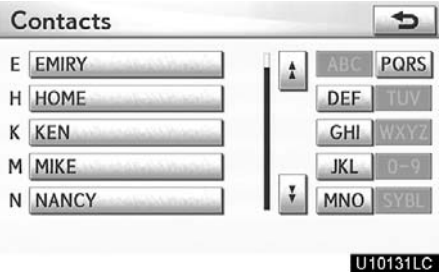 Contacts
E EMIRY ABC PQRS
H HOME DEF TUV
K KEN GHI WXYZ
M MIKE JKL 0-9
N NANCY MNO SYBL
U10131LC